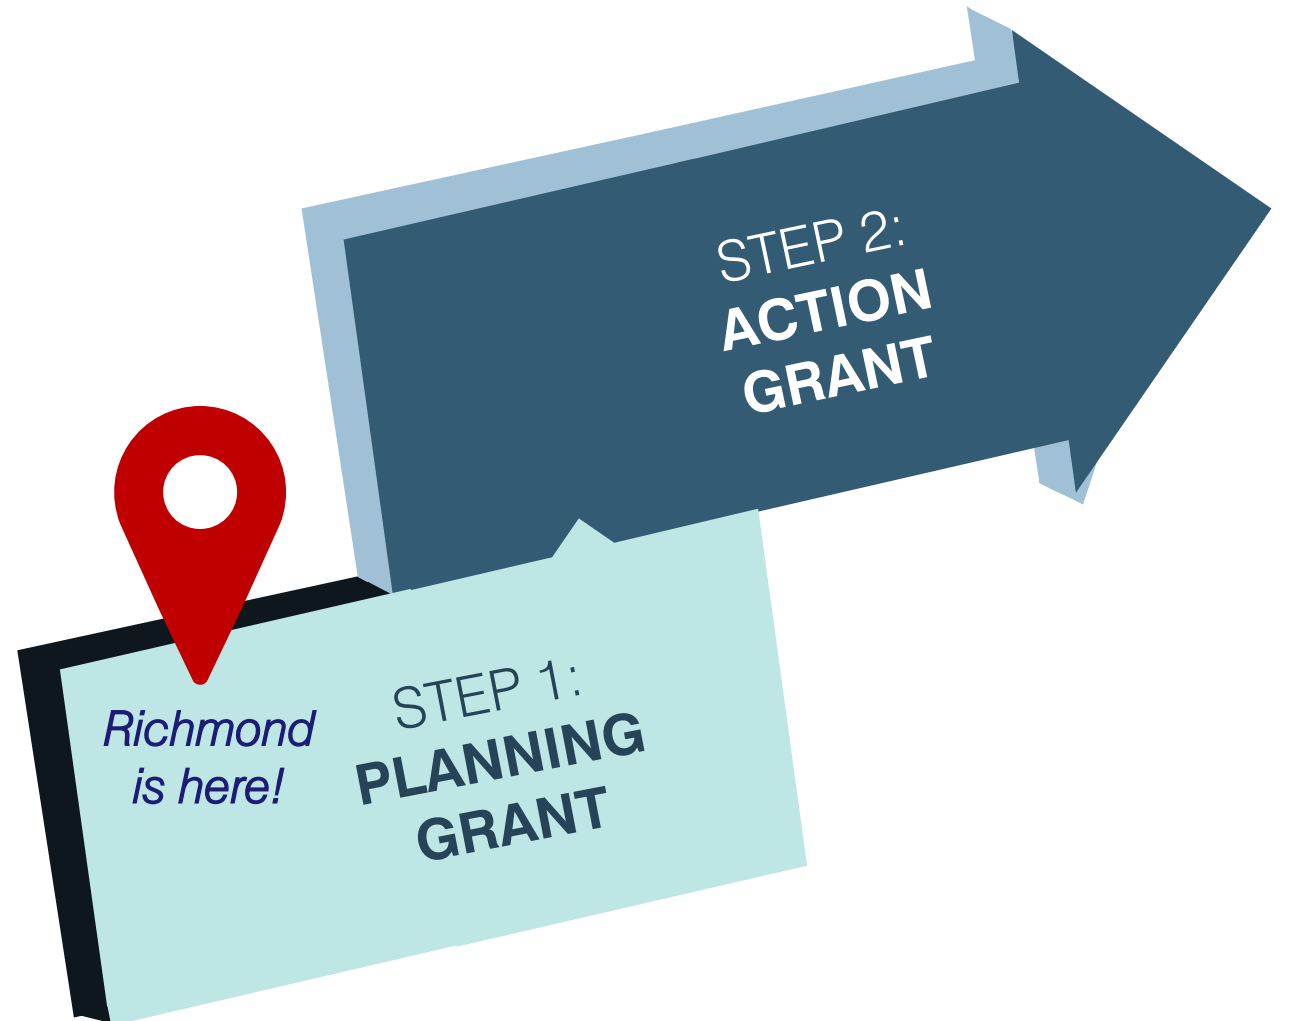 STEP 2:
ACTION
GRANT
Richmond
is here!
STEP 1:
PLANNING
GRANT